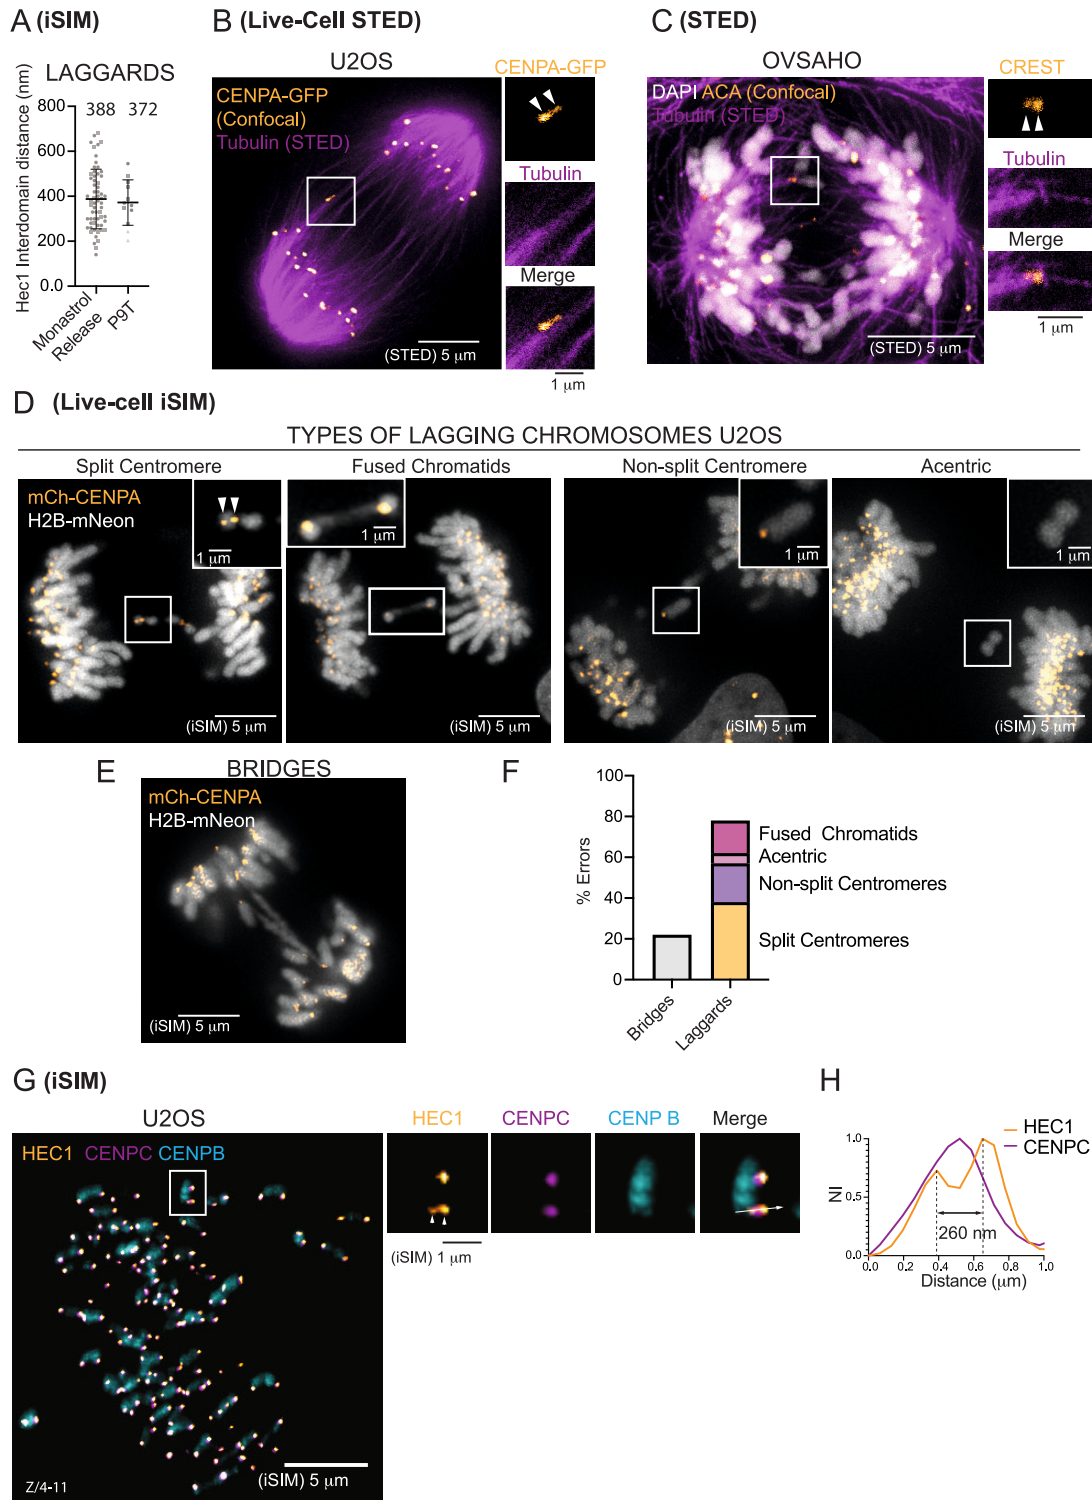 A (iSIM)
LAGGARDS
388 372
Hec1 Interdomain distance (nm)
800
600
400
200
0.0
Monastrol
Release
P9T
B (Live-Cell STED)
U2OS
CENPA-GFP
(Confocal)
Tubulin (STED)
(STED) 5 μm
CENPA-GFP
Tubulin
Merge
1 μm
C (STED)
OVSAHO
DAPI ACA (Confocal)
Tubulin (STED)
(STED) 5 μm
CREST
Tubulin
Merge
1 μm
D (Live-cell iSIM)
TYPES OF LAGGING CHROMOSOMES U2OS
Split Centromere
Fused Chromatids
Non-split Centromere
Acentric
mCh-CENPA
H2B-mNeon
1 μm
1 μm
1 μm
1 μm
(iSIM) 5 μm
(iSIM) 5 μm
(iSIM) 5 μm
(iSIM) 5 μm
E
BRIDGES
mCh-CENPA
H2B-mNeon
(iSIM) 5 μm
F
% Errors
100
80
60
40
20
0
Bridges
Laggards
Fused Chromatids
Acentric
Non-split Centromeres
Split Centromeres
G (iSIM)
U2OS
HEC1 CENPC CENPB
Z/4-11
(iSIM) 5 μm
HEC1
CENPC
CENP B
Merge
(iSIM) 1 μm
H
HEC1
CENPC
NI
1.0
0.5
0.0
260 nm
0.0 0.2 0.4 0.6 0.8 1.0
Distance (μm)